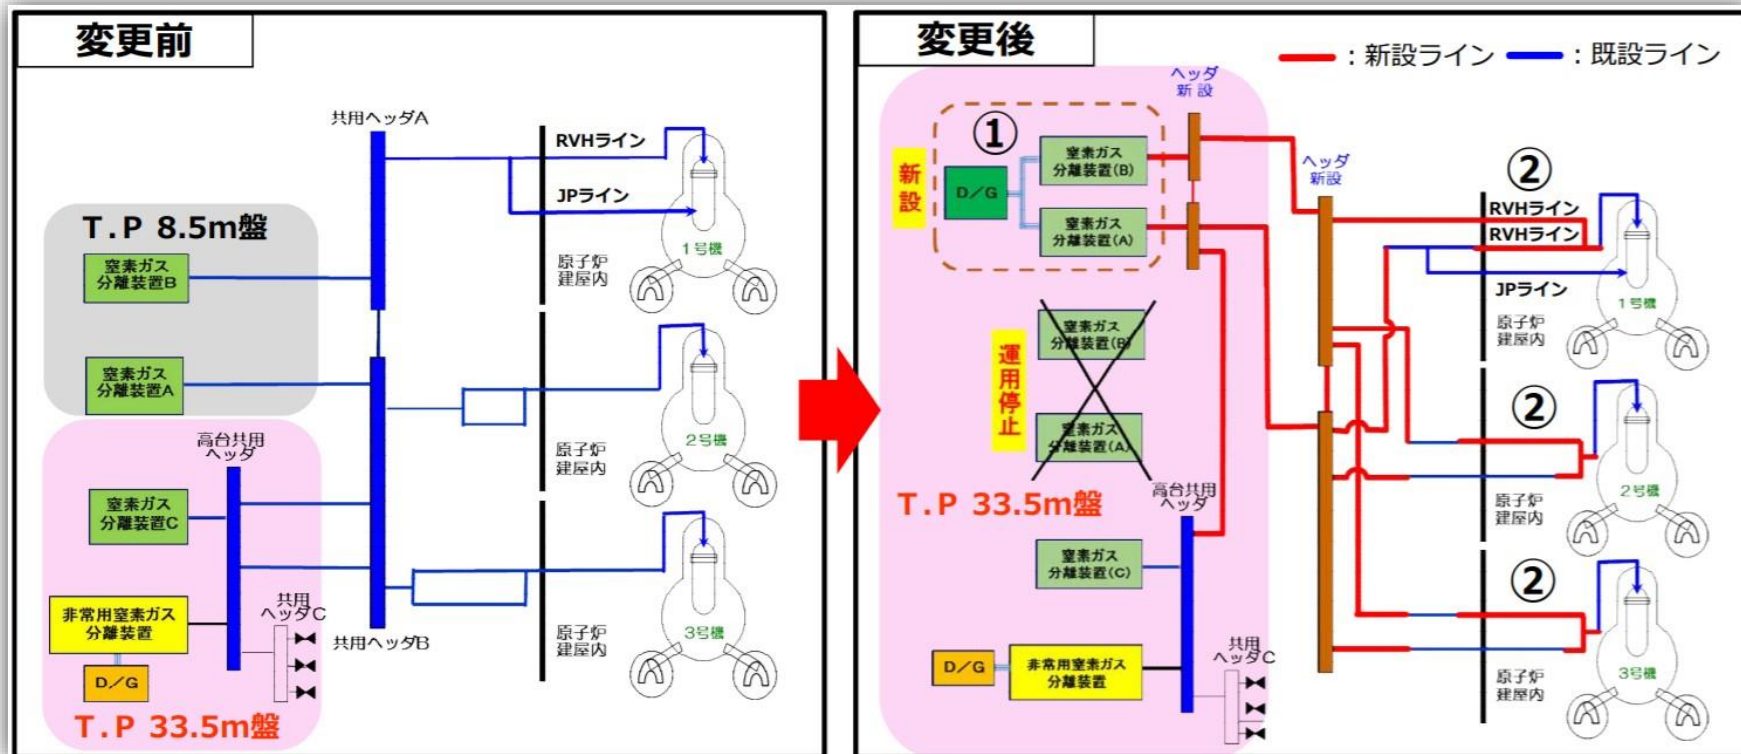 変更前
共用ヘッダA
RVHライン
JPライン
1号機
原子炉
建屋内
T.P 8.5m盤
窒素ガス
分離装置B
窒素ガス
分離装置A
2号機
原子炉
建屋内
高台共用
ヘッダ
窒素ガス
分離装置C
非常用窒素ガス
分離装置
D/G
共用
ヘッダC
共用ヘッダB
3号機
原子炉
建屋内
T.P 33.5m盤
変更後
:新設ライン
:既設ライン
ヘッダ
新設
①
新設
D/G
窒素ガス
分離装置(B)
窒素ガス
分離装置(A)
ヘッダ
新設
②
RVHライン
RVHライン
JPライン
1号機
原子炉
建屋内
運用停止
窒素ガス
分離装置(B)
窒素ガス
分離装置(A)
②
2号機
原子炉
建屋内
T.P 33.5m盤
高台共用
ヘッダ
窒素ガス
分離装置(C)
D/G
非常用窒素ガス
分離装置
共用
ヘッダC
②
3号機
原子炉
建屋内